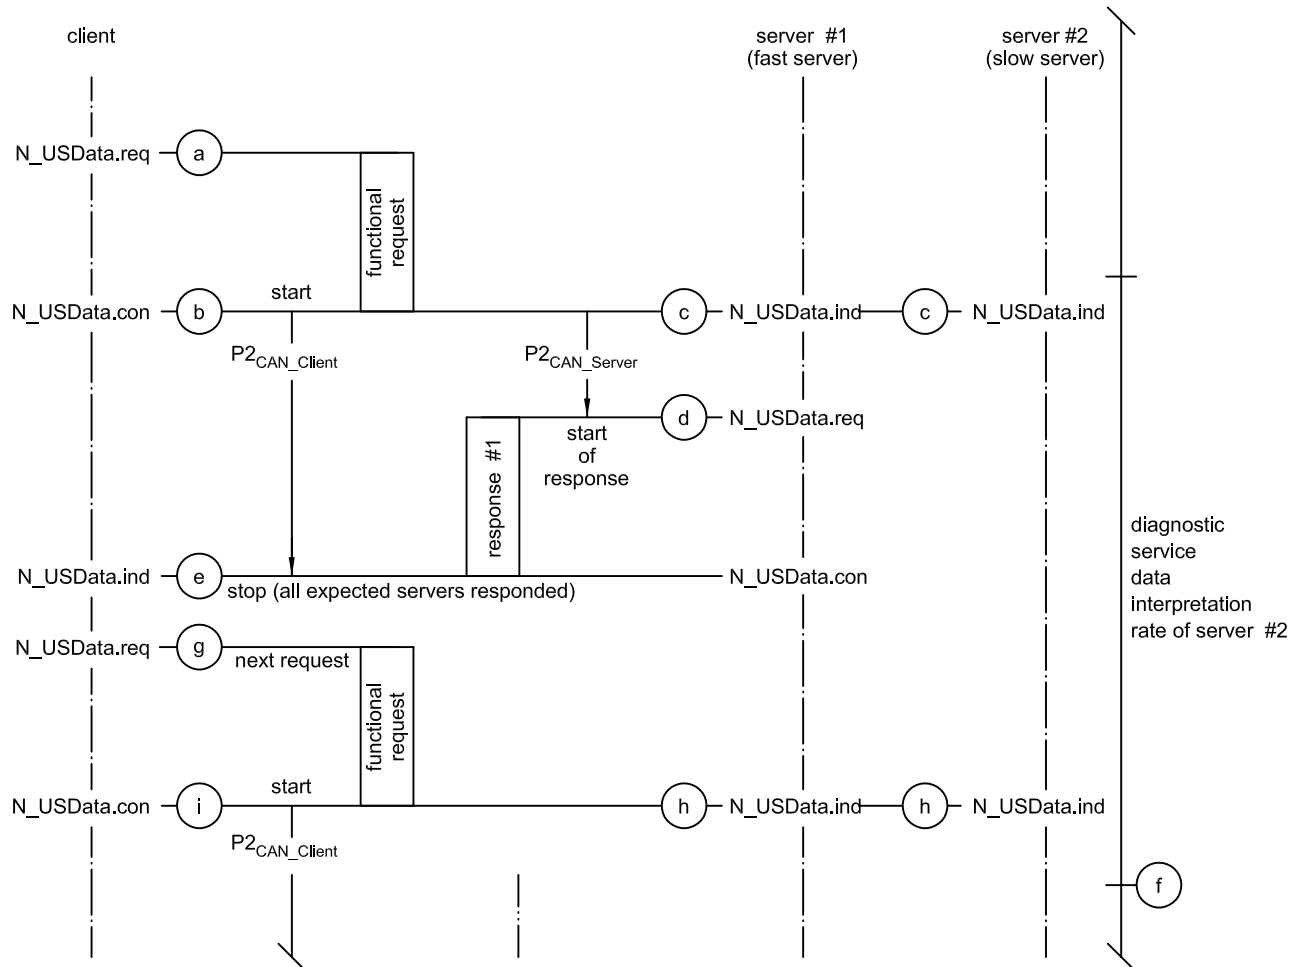 client
server #1
(fast server)
server #2
(slow server)
N_USData.req
a
functional
request
N_USData.con
b
start
c
N_USData.ind
c
N_USData.ind
P2CAN_Client
P2CAN_Server
d
N_USData.req
start
of
response
response #1
diagnostic
service
data
interpretation
rate of server #2
N_USData.ind
e
stop (all expected servers responded)
N_USData.con
N_USData.req
g
next request
functional
request
N_USData.con
i
start
h
N_USData.ind
h
N_USData.ind
P2CAN_Client
f